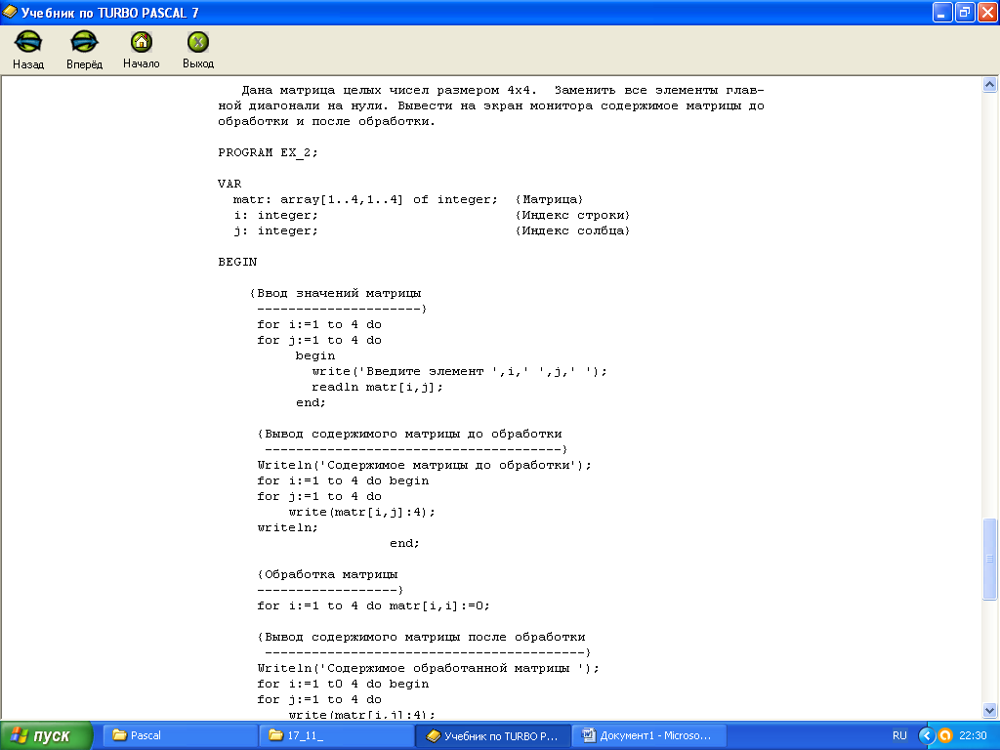 Учебник по TURBO PASCAL 7
Назад Вперёд Начало Выход
Дана матрица целых чисел размером 4x4. Заменить все элементы глав-
ной диагонали на нули. Вывести на экран монитора содержимое матрицы до
обработки и после обработки.
PROGRAM EX_2;
VAR
matr: array[1..4,1..4] of integer; {Матрица}
i: integer; {Индекс строки}
j: integer; {Индекс солбца}
BEGIN
{Ввод значений матрицы
---------------------}
for i:=1 to 4 do
for j:=1 to 4 do
begin
write('Введите элемент ',i,' ',j,' ');
readln matr[i,j];
end;
{Вывод содержимого матрицы до обработки
--------------------------------------}
Writeln('Содержимое матрицы до обработки');
for i:=1 to 4 do begin
for j:=1 to 4 do
write(matr[i,j]:4);
writeln;
end;
{Обработка матрицы
------------------}
for i:=1 to 4 do matr[i,i]:=0;
{Вывод содержимого матрицы после обработки
-----------------------------------------}
Writeln('Содержимое обработанной матрицы ');
for i:=1 t0 4 do begin
for j:=1 to 4 do
write(matr[i,j]:4);
пуск Pascal 17_11_ Учебник по TURBO P... Документ1 - Microso... RU 22:30